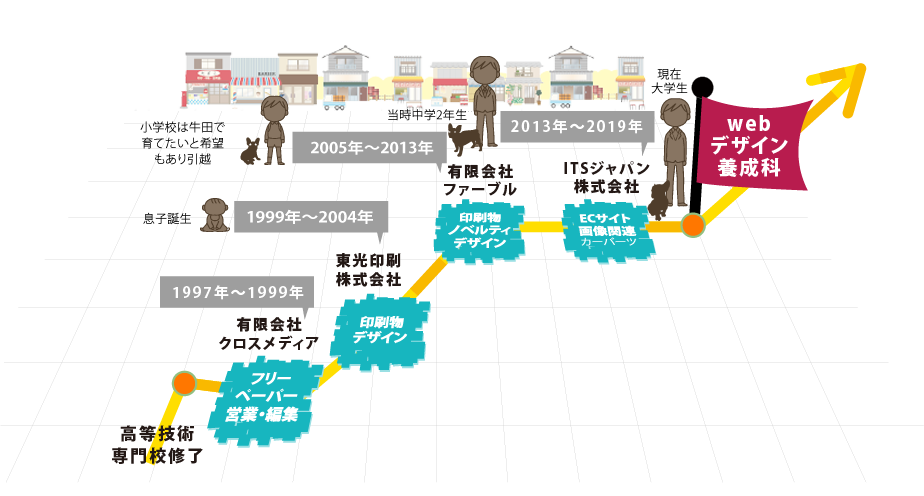 高等技術
専門校修了
1997年～1999年
有限会社
クロスメディア
フリー
ペーパー
営業・編集
息子誕生
1999年～2004年
東光印刷
株式会社
印刷物
デザイン
小学校は牛田で
育てたいと希望
もあり引越
2005年～2013年
有限会社
ファーブル
印刷物
ノベルティ
デザイン
当時中学2年生
2013年～2019年
ITSジャパン
株式会社
ECサイト
画像関連
カーパーツ
現在
大学生
web
デザイン
養成科